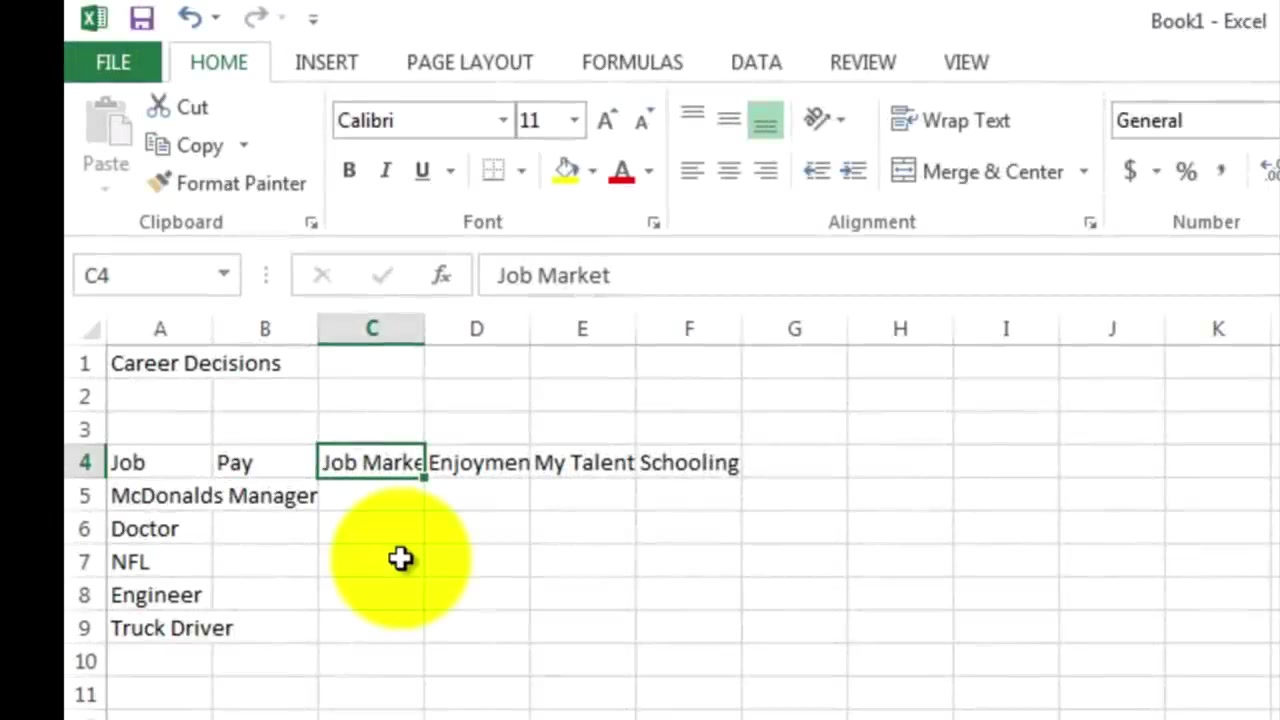 Book1 - Excel
FILE HOME INSERT PAGE LAYOUT FORMULAS DATA REVIEW VIEW
Cut
Copy
Paste
Format Painter
Calibri 11
B I U A
Wrap Text
Merge & Center
General
$ % ,
Clipboard Font Alignment Number
C4 fx Job Market
A B C D E F G H I J K
1 Career Decisions
2
3
4 Job Pay Job Marke Enjoymen My Talent Schooling
5 McDonalds Manager
6 Doctor
7 NFL
8 Engineer
9 Truck Driver
10
11